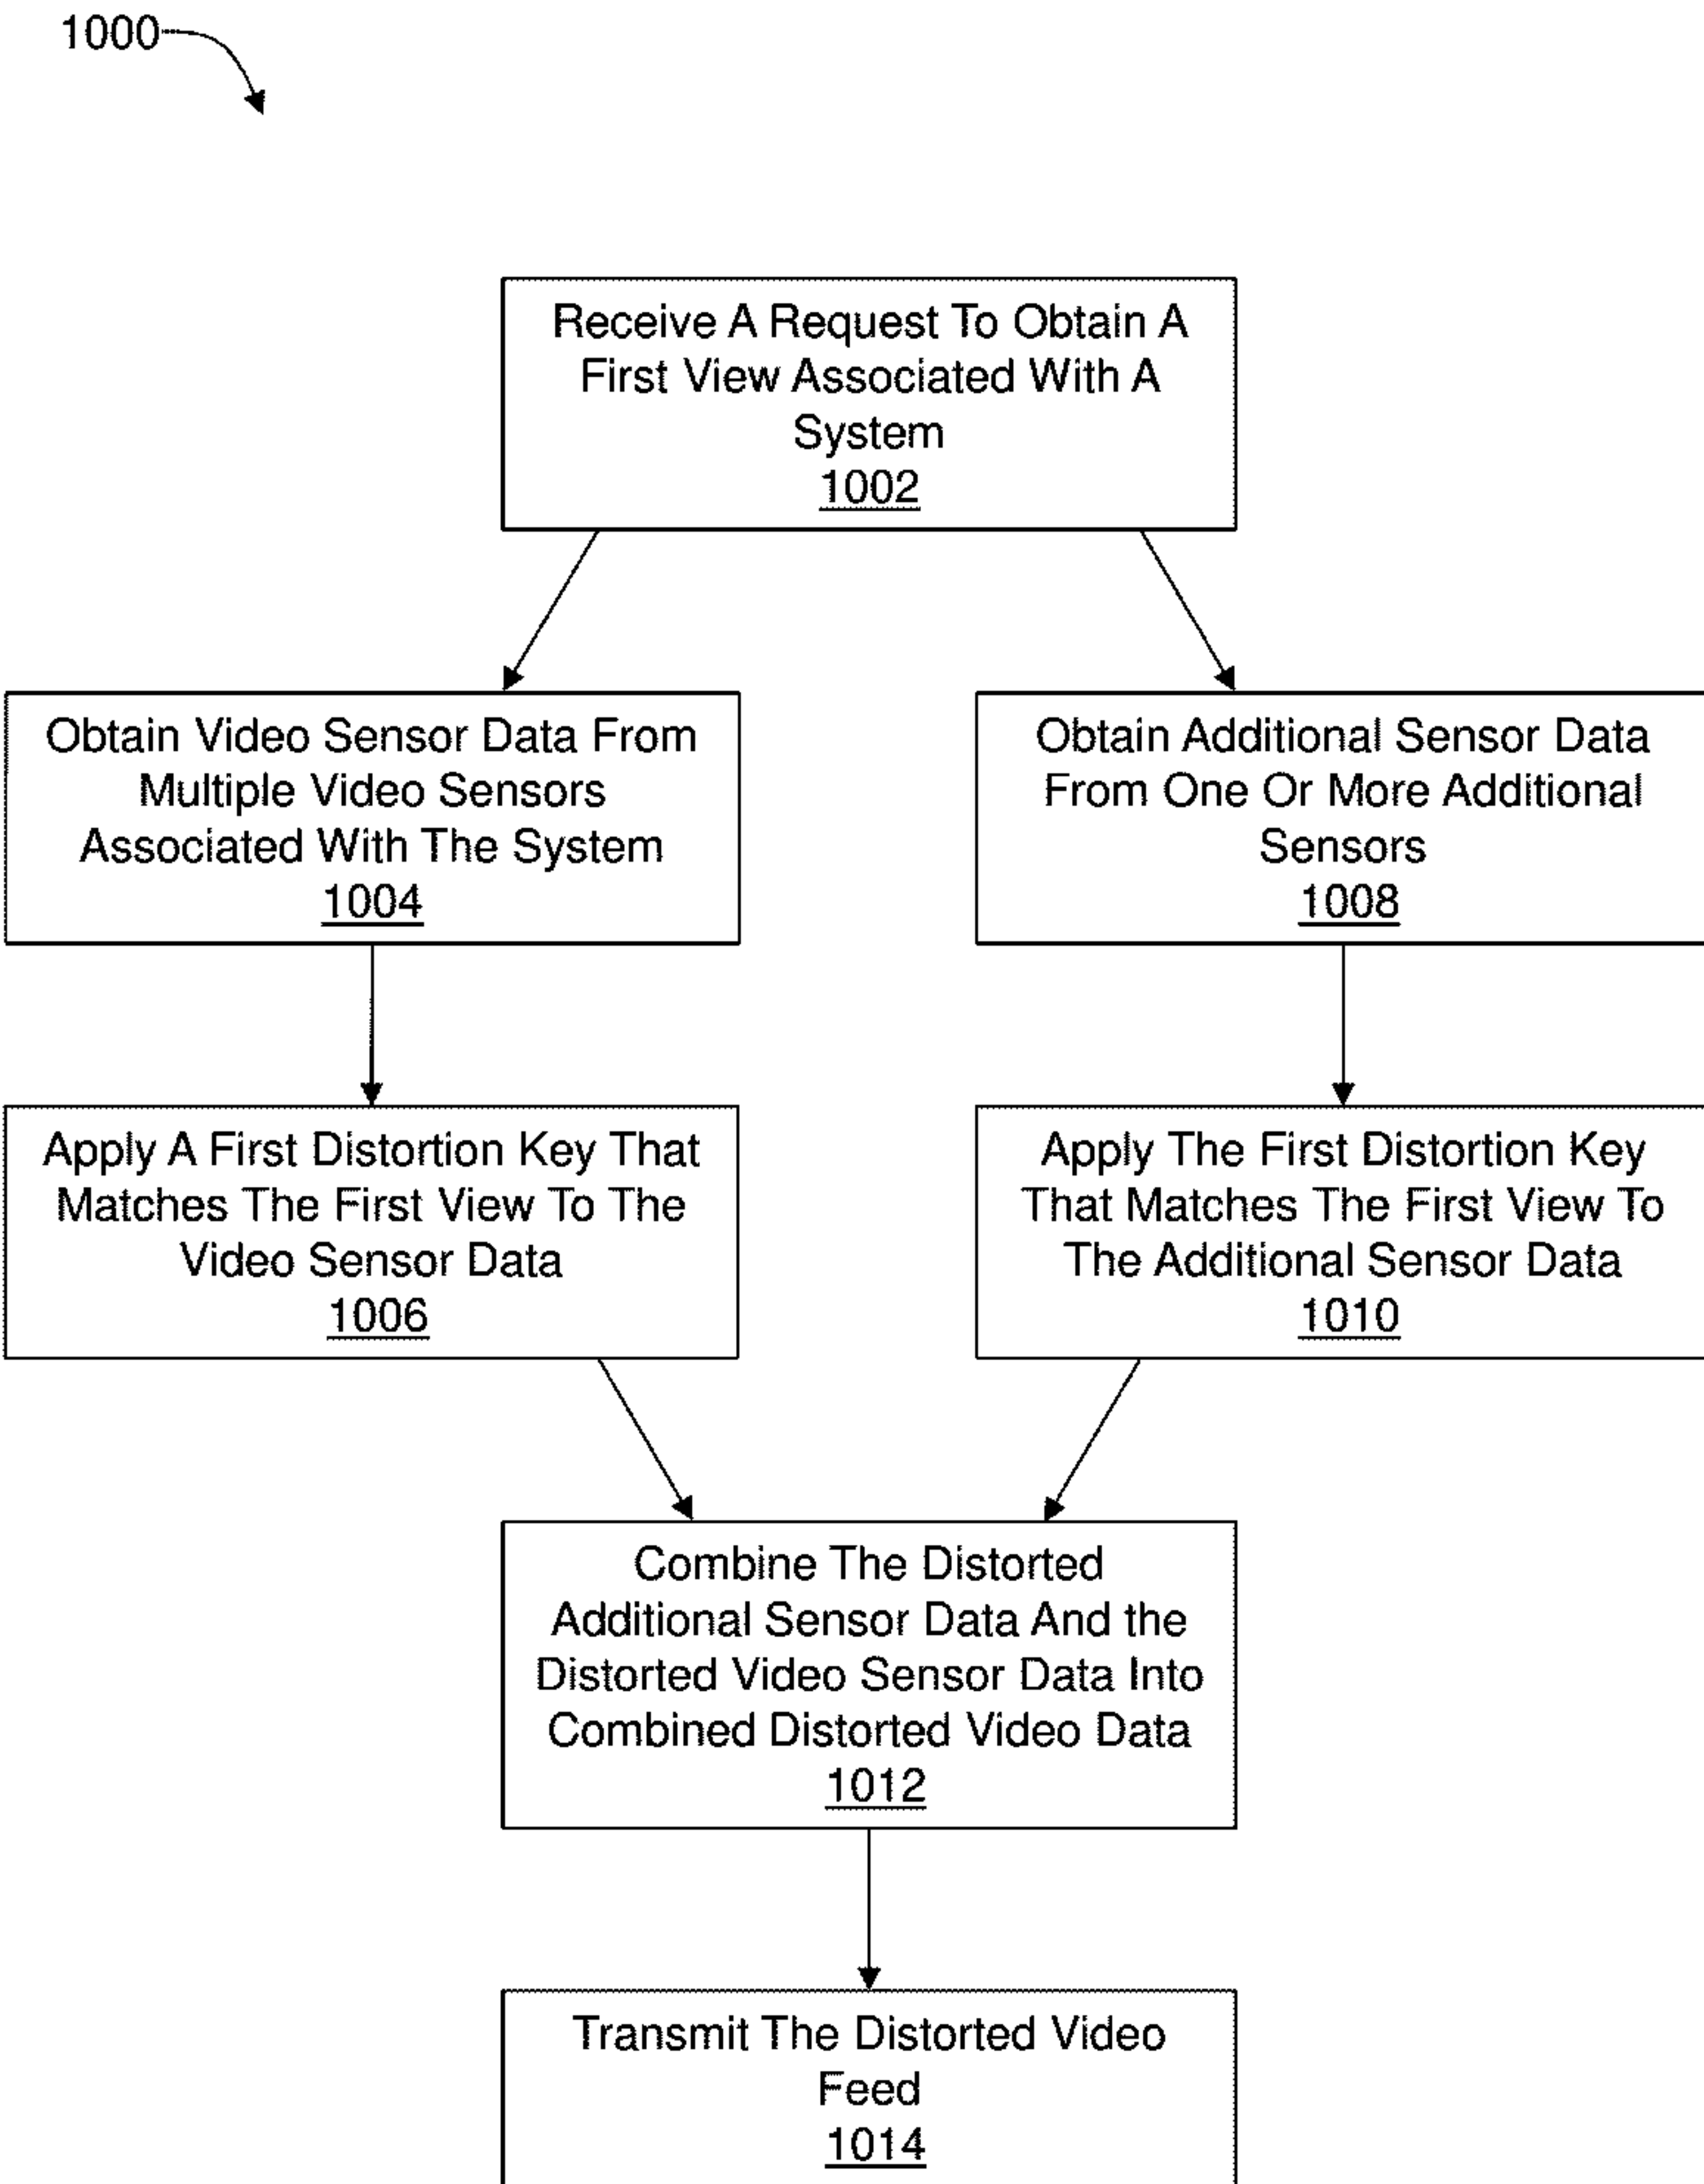 1000
Receive A Request To Obtain A
First View Associated With A
System
1002
Obtain Video Sensor Data From
Multiple Video Sensors
Associated With The System
1004
Obtain Additional Sensor Data
From One Or More Additional
Sensors
1008
Apply A First Distortion Key That
Matches The First View To The
Video Sensor Data
1006
Apply The First Distortion Key
That Matches The First View To
The Additional Sensor Data
1010
Combine The Distorted
Additional Sensor Data And the
Distorted Video Sensor Data Into
Combined Distorted Video Data
1012
Transmit The Distorted Video
Feed
1014